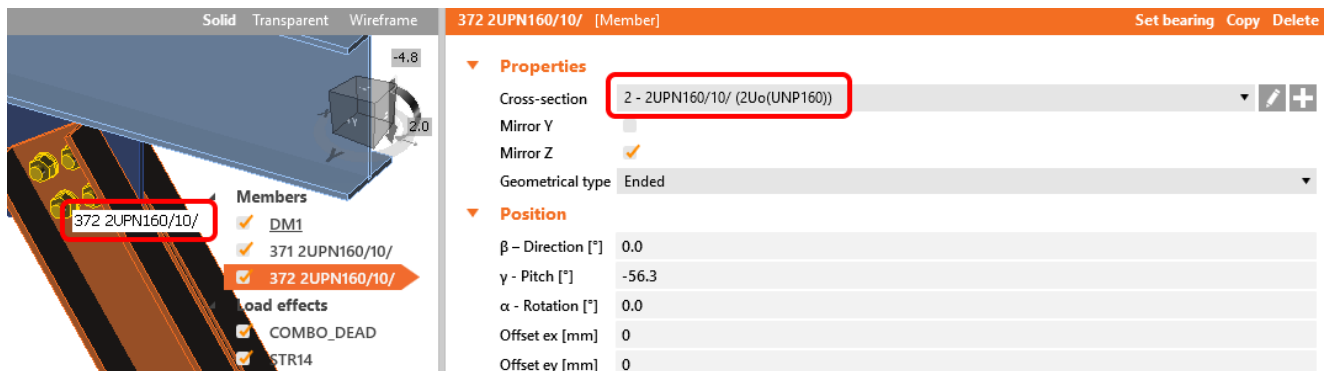 Solid Transparent Wireframe
-4.8
+Y
2.0
372 2UPN160/10/
Members
DM1
371 2UPN160/10/
372 2UPN160/10/
Load effects
COMBO_DEAD
STR14
372 2UPN160/10/ [Member] Set bearing Copy Delete
Properties
Cross-section 2 - 2UPN160/10/ (2Uo(UNP160))
Mirror Y
Mirror Z
Geometrical type Ended
Position
β – Direction [°] 0.0
γ - Pitch [°] -56.3
α - Rotation [°] 0.0
Offset ex [mm] 0
Offset ey [mm] 0